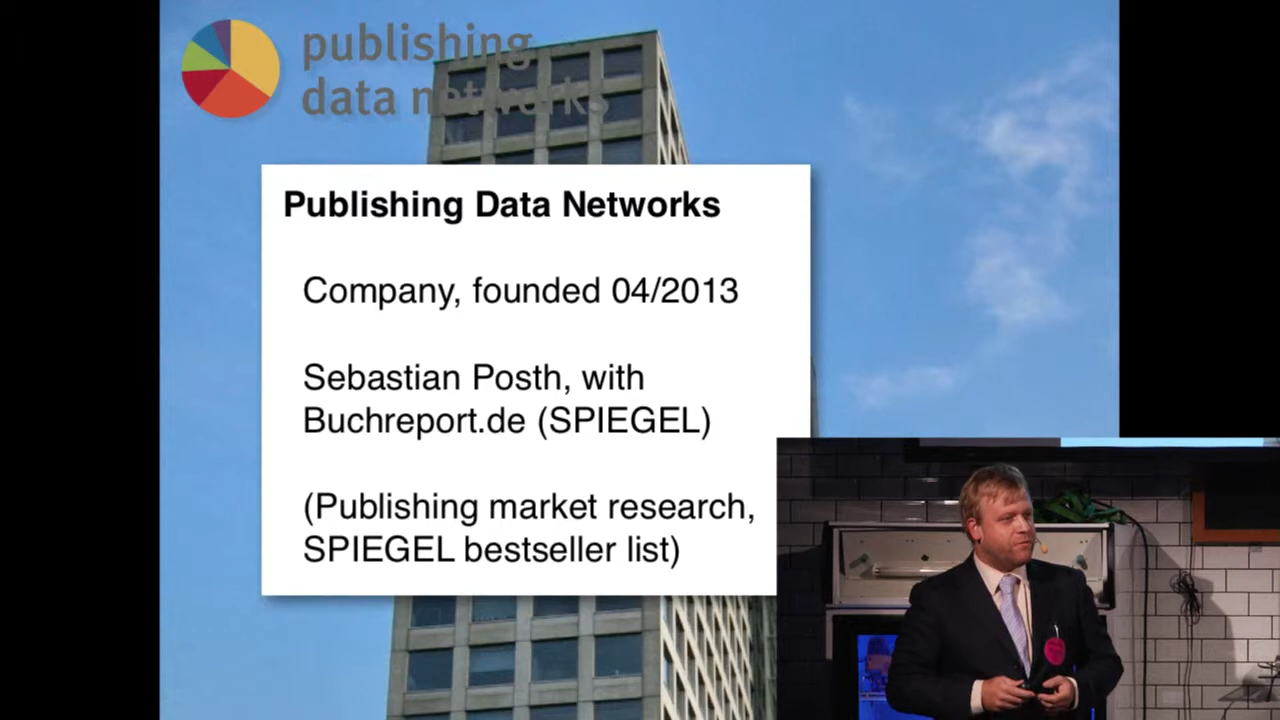 publishing
data networks
Publishing Data Networks
Company, founded 04/2013
Sebastian Posth, with
Buchreport.de (SPIEGEL)
(Publishing market research,
SPIEGEL bestseller list)